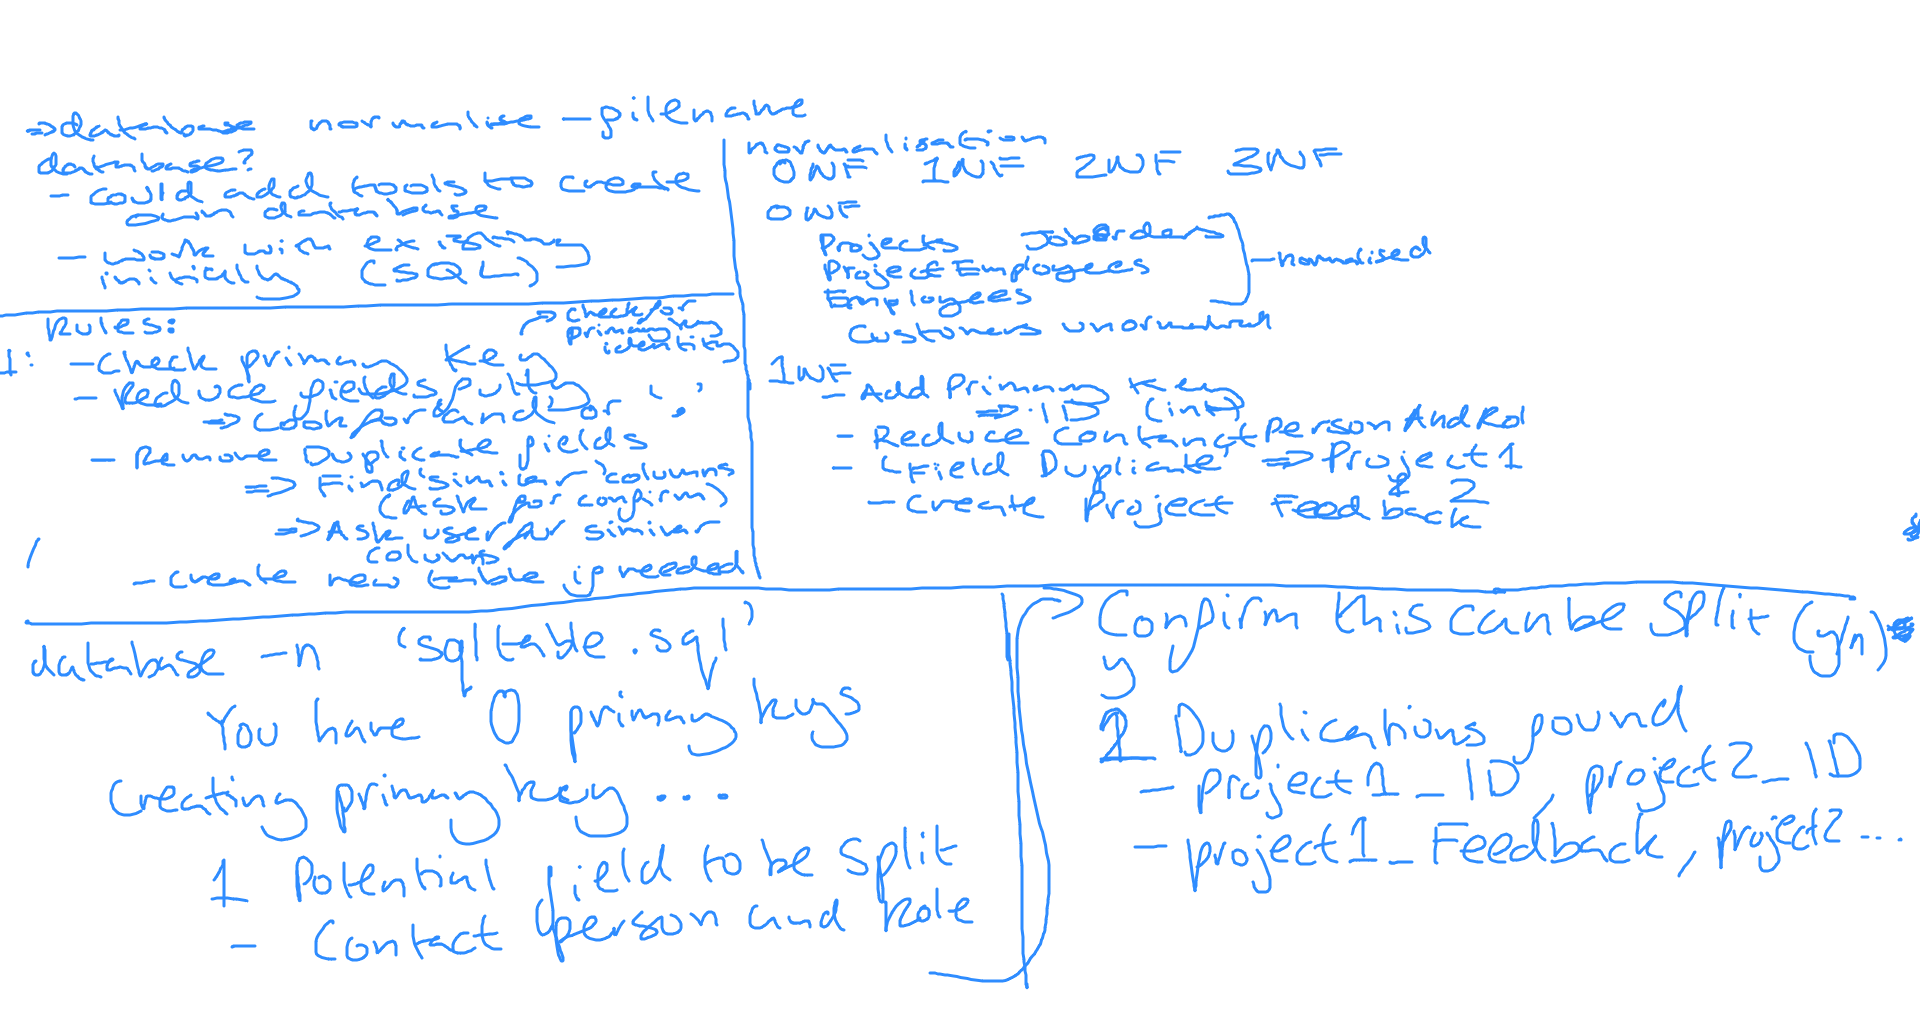 => database normalise -filename
database?
- could add tools to create
own database
- work with existing
initially (SQL)
normalisation
0NF 1NF 2NF 3NF
0NF
Projects JobOrders
Project Employees
Employees
- normalised
Customers unormalised
Rules:
=> check for
primary key
identity
1: - Check primary key
- Reduce fields fully
=> Look for 'and' or ','
- Remove Duplicate fields
=> Find 'similar' columns
(Ask for confirm)
=> Ask user for similar
columns
- create new table if needed
1NF
- Add Primary Key
=> ID (int)
- Reduce ContanctPersonAndRol
- 'Field Duplicate' => Project 1
2
- Create Project Feedback
database -n 'sqltable.sql'
You have 0 primary keys
Creating primary key ...
1 Potential field to be split
- Contact person and Role
Confirm this can be split (y/n)
y
2 Duplications found
- project1_ID, project2_ID
- project1_Feedback, project2...